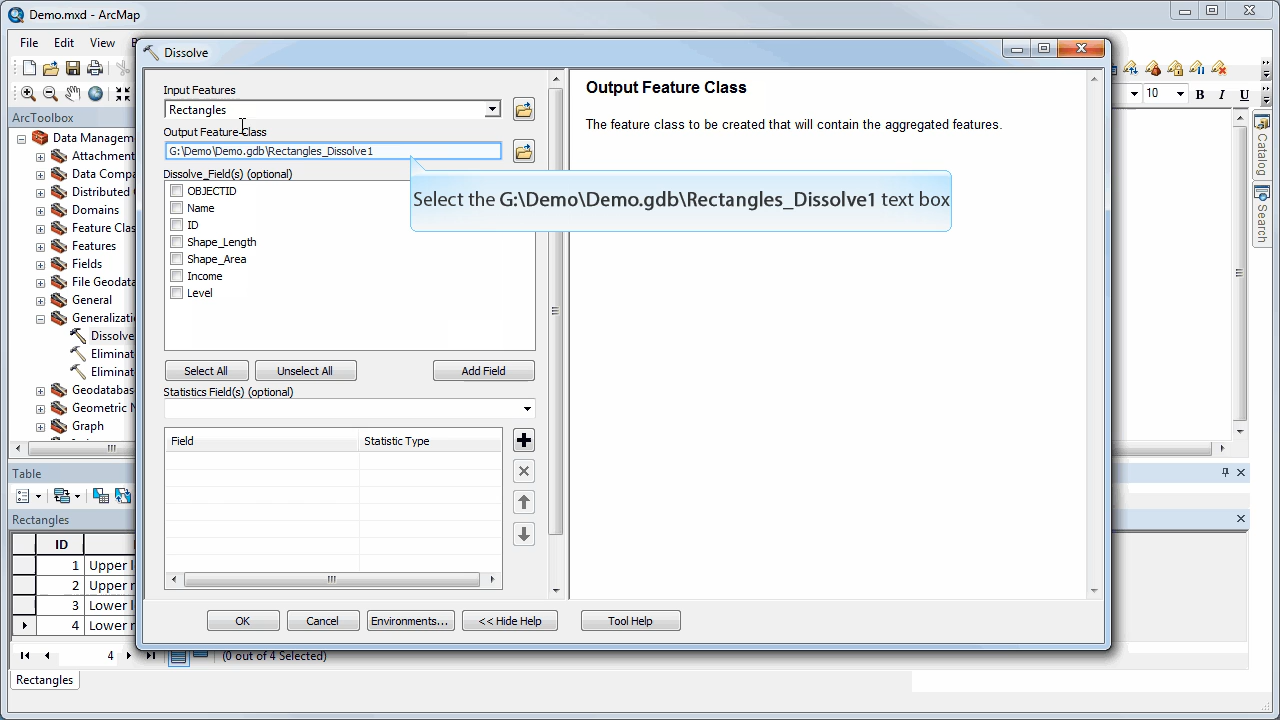 Demo.mxd - ArcMap
File Edit View
Dissolve
10 B I U
ArcToolbox
Data Managem
Attachment
Data Compa
Distributed
Domains
Feature Clas
Features
Fields
File Geodata
General
Generalizatio
Dissolve
Eliminat
Eliminat
Geodatabas
Geometric N
Graph
Input Features
Rectangles
Output Feature Class
G:\Demo\Demo.gdb\Rectangles_Dissolve1
Dissolve_Field(s) (optional)
OBJECTID
Name
ID
Shape_Length
Shape_Area
Income
Level
Select All Unselect All Add Field
Statistics Field(s) (optional)
Field Statistic Type
OK Cancel Environments... << Hide Help Tool Help
Output Feature Class
The feature class to be created that will contain the aggregated features.
Select the G:\Demo\Demo.gdb\Rectangles_Dissolve1 text box
Catalog
Search
Table
Rectangles
ID
1 Upper l
2 Upper r
3 Lower l
4 Lower r
4 (0 out of 4 Selected)
Rectangles